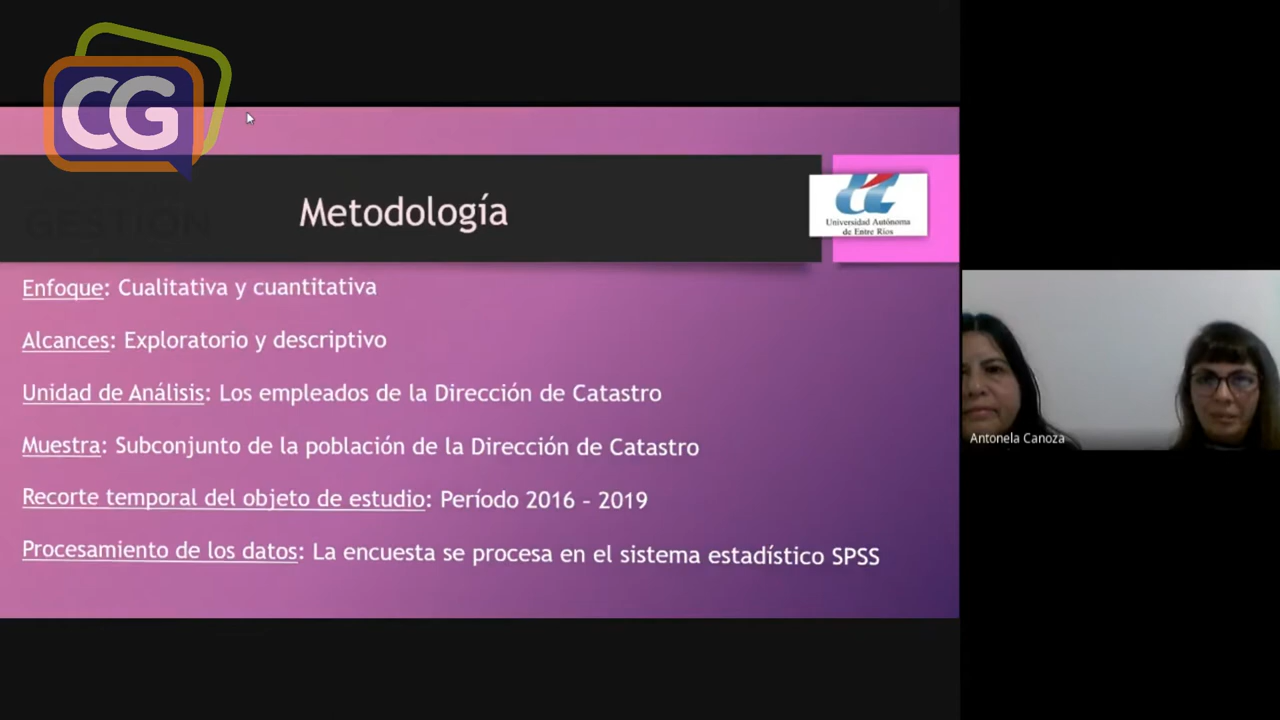 CG
GESTIÓN
Metodología
Universidad Autónoma
de Entre Ríos
Enfoque: Cualitativa y cuantitativa
Alcances: Exploratorio y descriptivo
Unidad de Análisis: Los empleados de la Dirección de Catastro
Muestra: Subconjunto de la población de la Dirección de Catastro
Recorte temporal del objeto de estudio: Período 2016 – 2019
Procesamiento de los datos: La encuesta se procesa en el sistema estadístico SPSS
Antonela Canoza